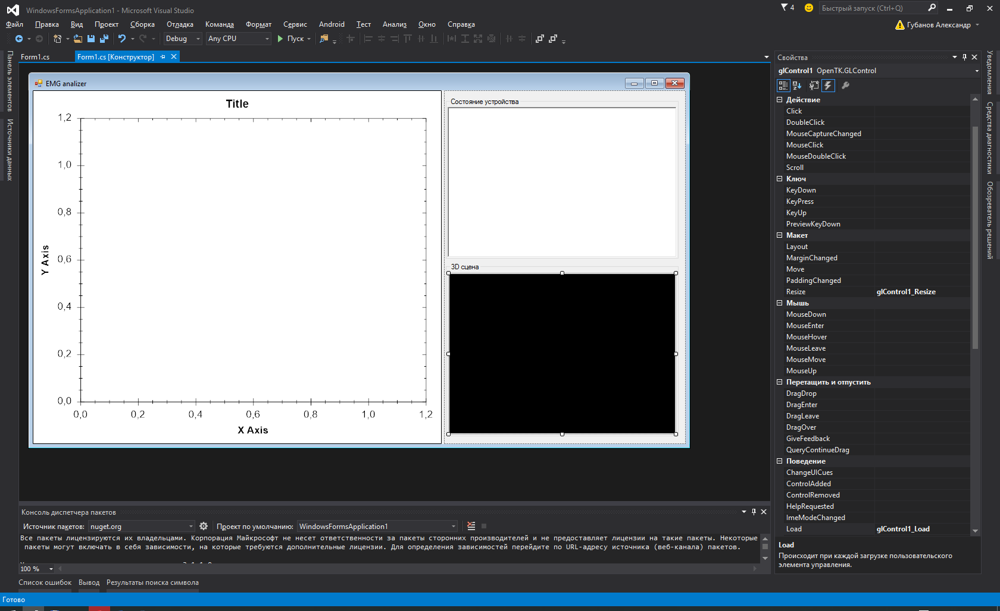 WindowsFormsApplication1 - Microsoft Visual Studio
4
Быстрый запуск (Ctrl+Q)
Файл Правка Вид Проект Сборка Отладка Команда Формат Сервис Android Тест Анализ Окно Справка
Губанов Александр
Debug Any CPU Пуск
Панель элементов
Источники данных
Form1.cs Form1.cs [Конструктор]
EMG analizer
Title
1,2
1,0
0,8
0,6
0,4
0,2
0,0
Y Axis
0,0 0,2 0,4 0,6 0,8 1,0 1,2
X Axis
Состояние устройства
3D сцена
Консоль диспетчера пакетов
Источник пакетов: nuget.org Проект по умолчанию: WindowsFormsApplication1
Все пакеты лицензируются их владельцами. Корпорация Майкрософт не несет ответственности за пакеты сторонних производителей и не предоставляет лицензии на такие пакеты. Некоторые
пакеты могут включать в себя зависимости, на которые требуются дополнительные лицензии. Для определения зависимостей перейдите по URL-адресу источника (веб-канала) пакетов.
100 %
Список ошибок Вывод Результаты поиска символа
Готово
Свойства
glControl1 OpenTK.GLControl
Действие
Click
DoubleClick
MouseCaptureChanged
MouseClick
MouseDoubleClick
Scroll
Ключ
KeyDown
KeyPress
KeyUp
PreviewKeyDown
Макет
Layout
MarginChanged
Move
PaddingChanged
Resize glControl1_Resize
Мышь
MouseDown
MouseEnter
MouseHover
MouseLeave
MouseMove
MouseUp
Перетащить и отпустить
DragDrop
DragEnter
DragLeave
DragOver
GiveFeedback
QueryContinueDrag
Поведение
ChangeUICues
ControlAdded
ControlRemoved
HelpRequested
ImeModeChanged
Load glControl1_Load
Load
Происходит при каждой загрузке пользовательского
элемента управления.
Уведомления
Средства диагностики
Обозреватель решений